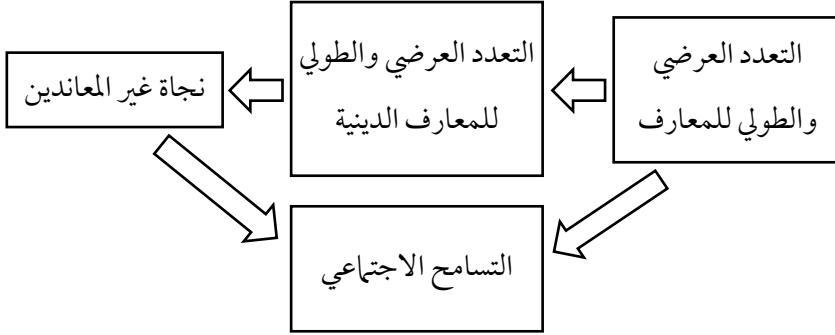 التعدد العرضي
والطولي للمعارف
التعدد العرضي والطولي
للمعارف الدينية
نجاة غير المعاندين
التسامح الاجتماعي